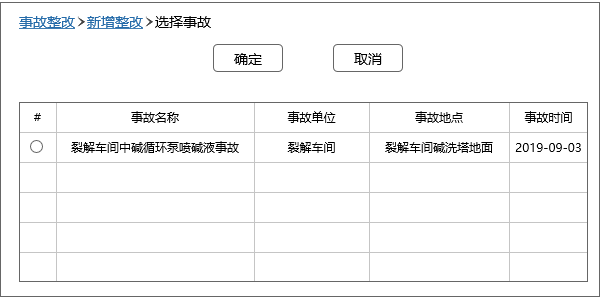 事故整改>新增整改>选择事故
确定 取消
# 事故名称 事故单位 事故地点 事故时间
裂解车间中碱循环泵喷碱液事故 裂解车间 裂解车间碱洗塔地面 2019-09-03